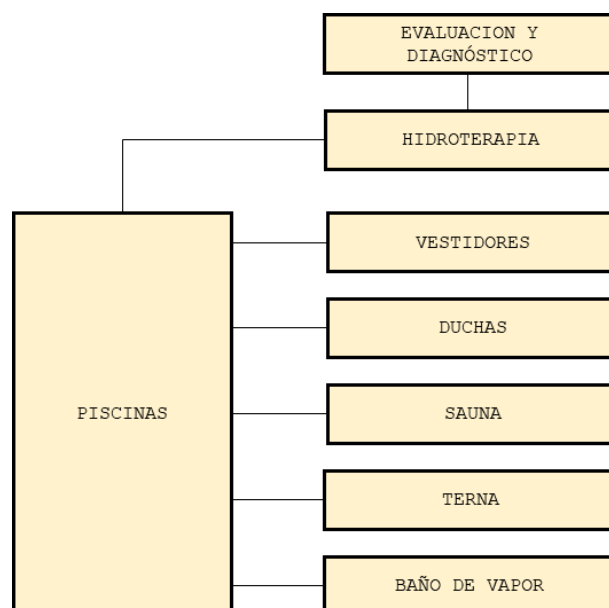 EVALUACION Y
DIAGNÓSTICO
HIDROTERAPIA
VESTIDORES
DUCHAS
PISCINAS
SAUNA
TERNA
BAÑO DE VAPOR